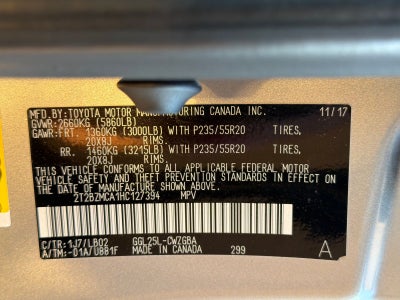 MFD.BY:TOYOTA MOTOR MANUFACTURING CANADA INC. 11/17
GVWR:2660KG (5860LB)
GAWR:FRT. 1360KG (3000LB) WITH P235/55R20 TIRES,
20X8J RIMS.
RR. 1460KG (3215LB) WITH P235/55R20 TIRES,
20X8J RIMS.
THIS VEHICLE CONFORMS TO ALL APPLICABLE FEDERAL MOTOR
VEHICLE SAFETY AND THEFT PREVENTION STANDARDS IN EFFECT
ON THE DATE OF MANUFACTURE SHOWN ABOVE.
2T2BZMCA1HC127394 MPV
C/TR:1J7/LB02 GGL25L-CWZGBA
A/TM:-01A/U881F MADE IN CANADA 299 A